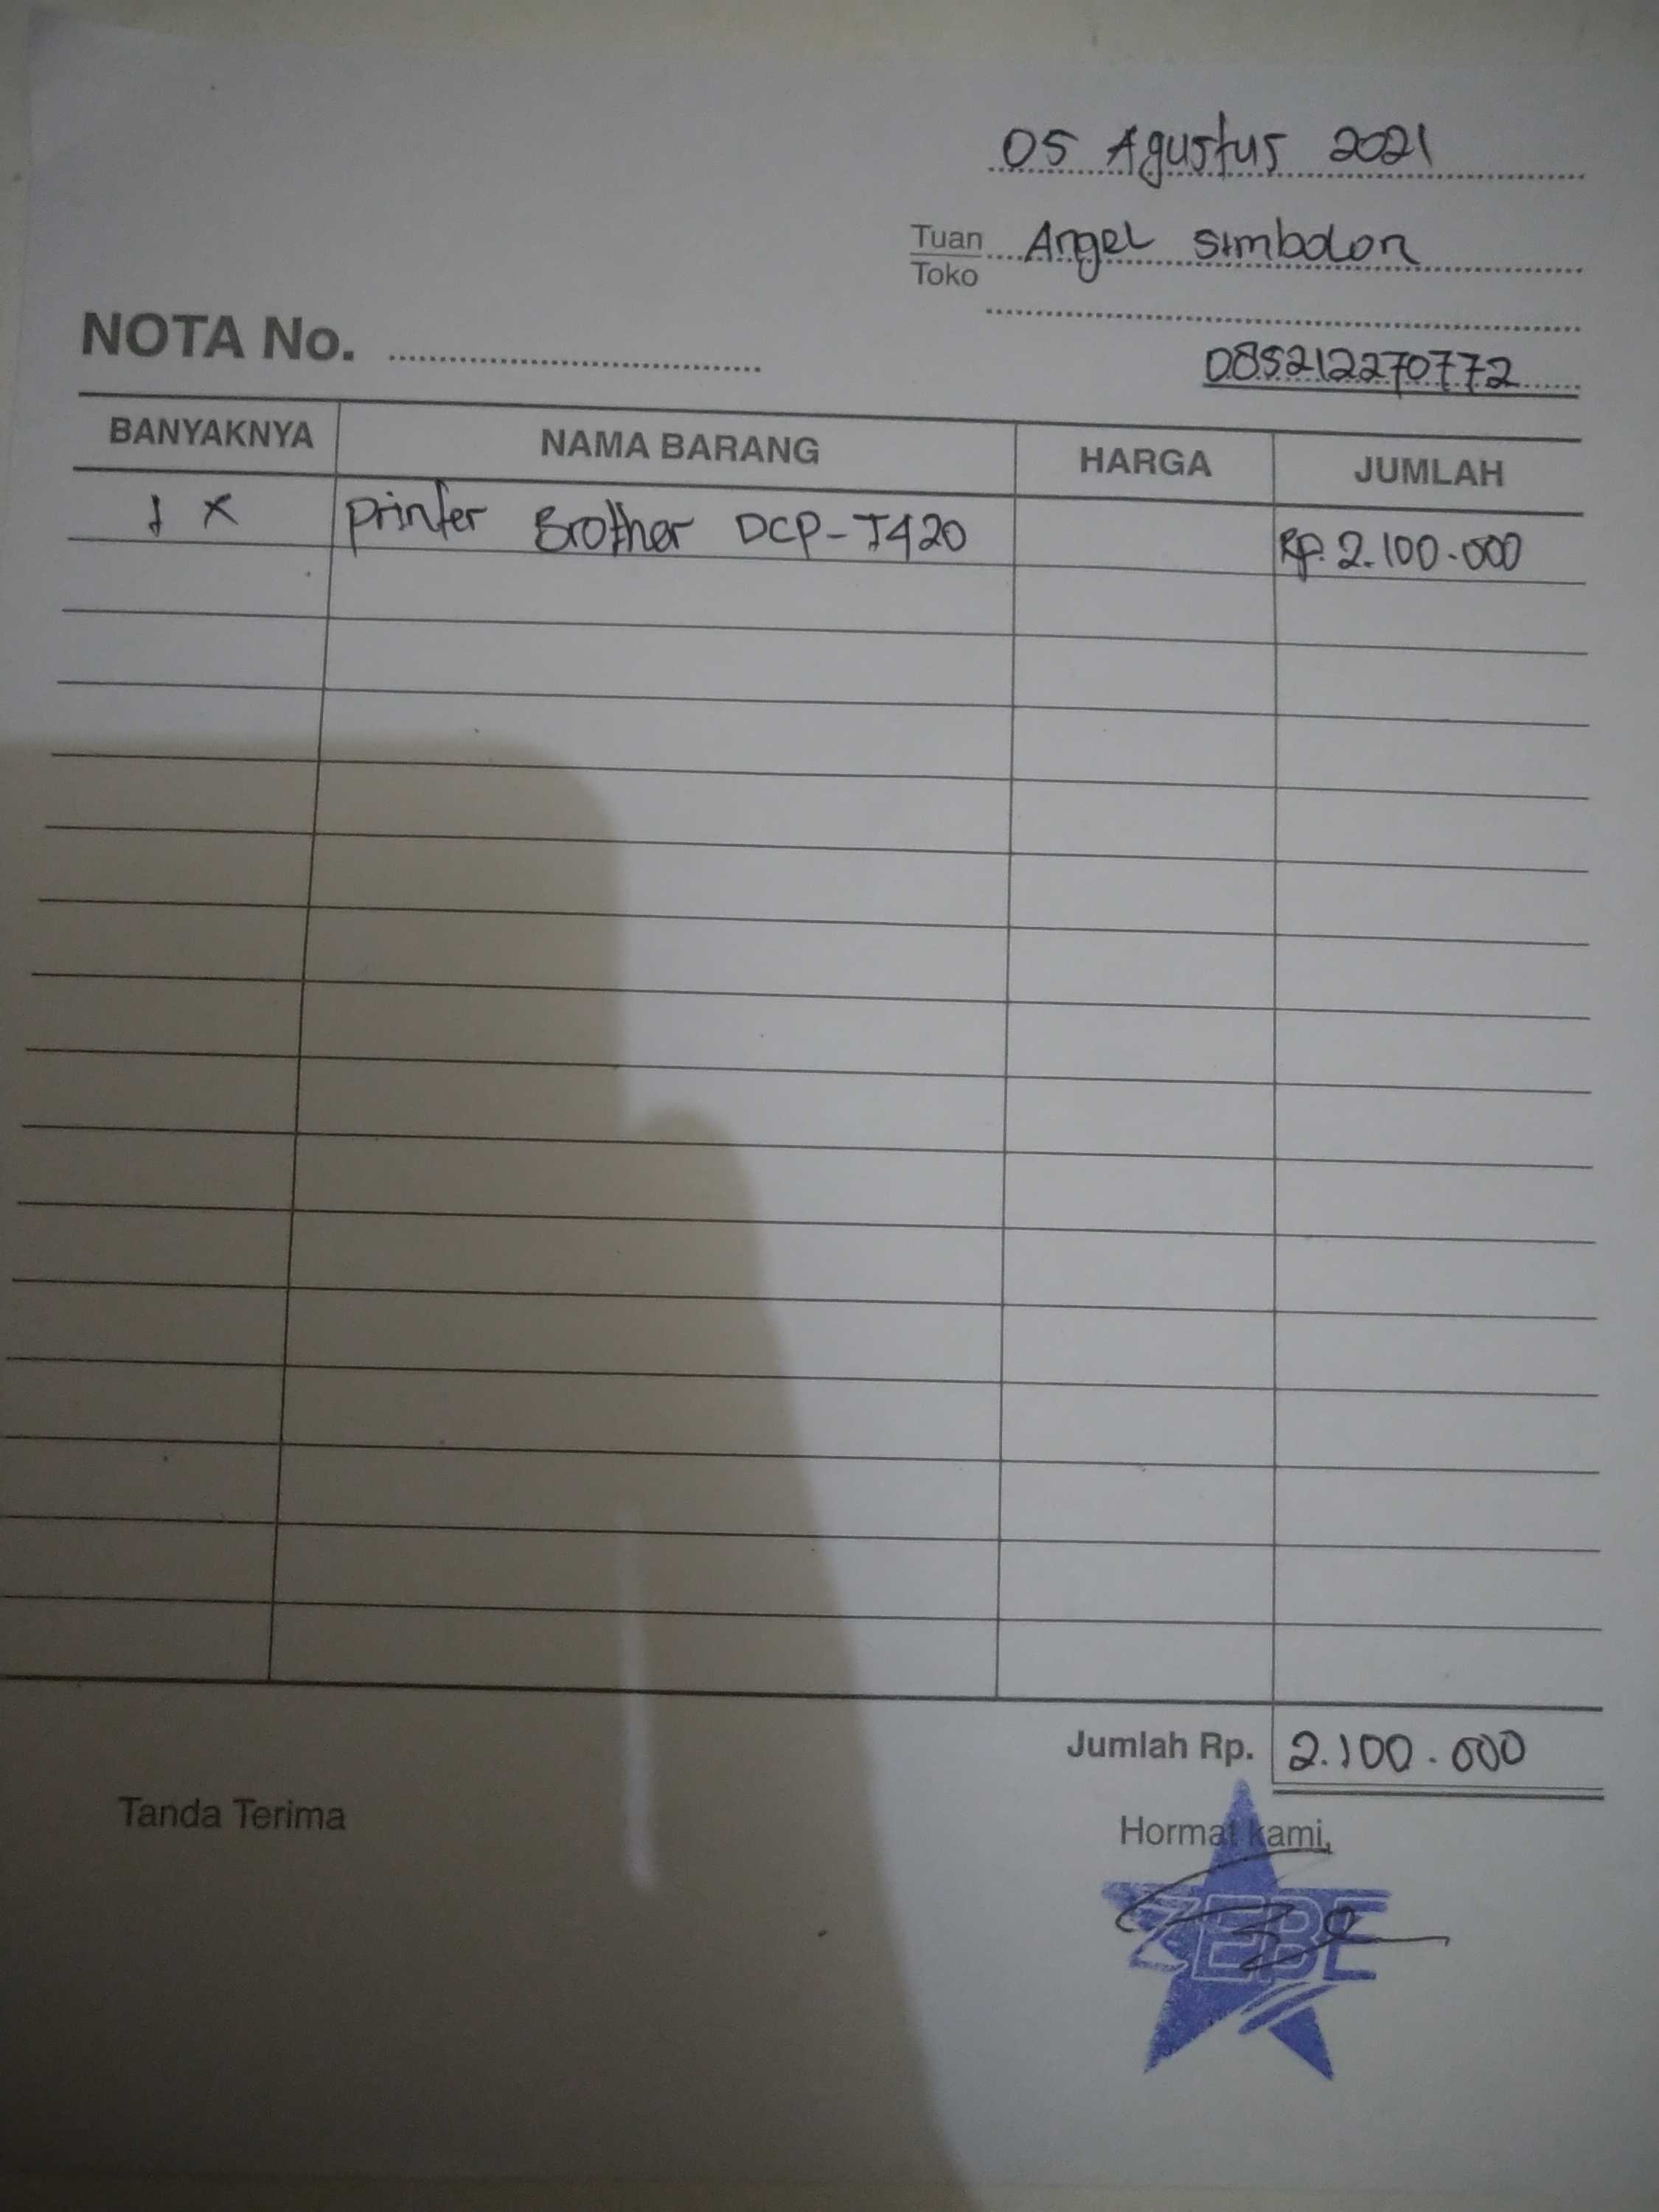 05 Agustus 2021
Tuan Angel Simbolon
Toko
NOTA No.
085212270772
BANYAKNYA NAMA BARANG HARGA JUMLAH
1 x Printer Brother DCP-T420 Rp. 2.100.000
Jumlah Rp. 2.100.000
Tanda Terima Hormat kami,
ZEBE